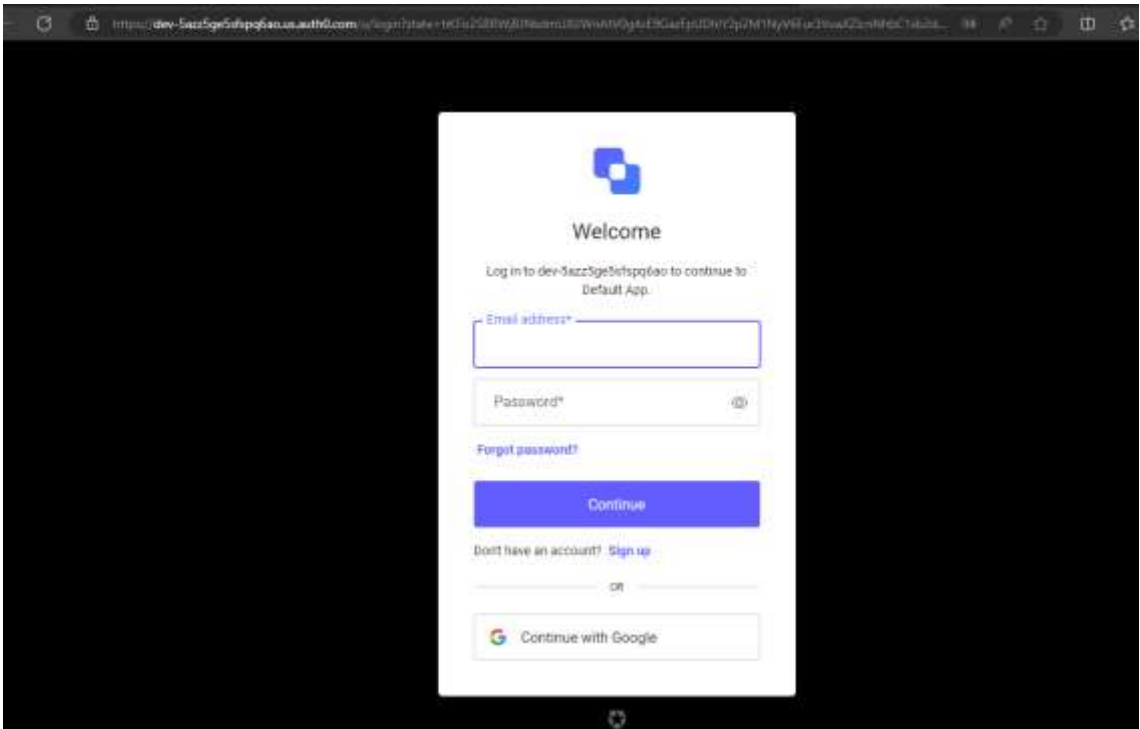 Welcome
Log in to dev-5azz5ge5sfspq6ao to continue to
Default App.
Email address*
Password*
Forgot password?
Continue
Don't have an account? Sign up
OR
Continue with Google